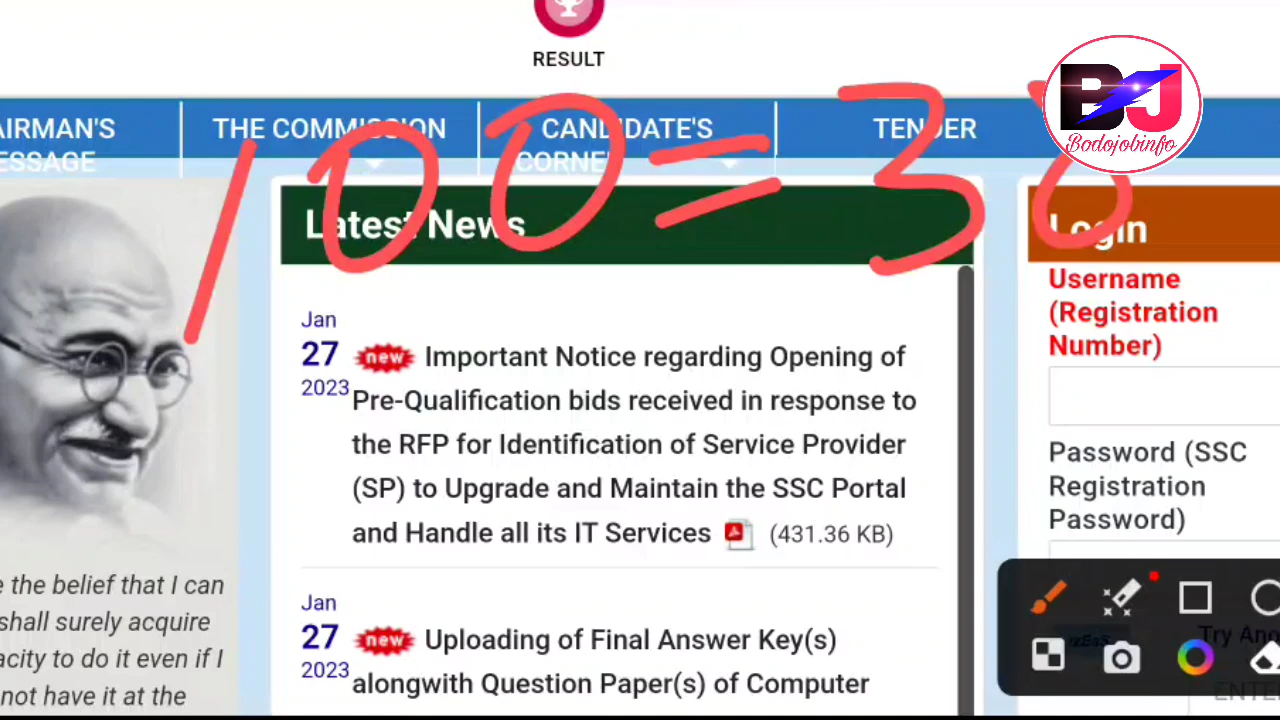 RESULT
AIRMAN'S
ESSAGE
THE COMMISSION
CANDIDATE'S
CORNER
TENDER
BJ
Bodojobinfo
100=38
Latest News
Jan
27
2023
new Important Notice regarding Opening of
Pre-Qualification bids received in response to
the RFP for Identification of Service Provider
(SP) to Upgrade and Maintain the SSC Portal
and Handle all its IT Services (431.36 KB)
Jan
27
2023
new Uploading of Final Answer Key(s)
alongwith Question Paper(s) of Computer
Login
Username
(Registration
Number)
Password (SSC
Registration
Password)
Try Ano
e the belief that I can
shall surely acquire
acity to do it even if I
not have it at the